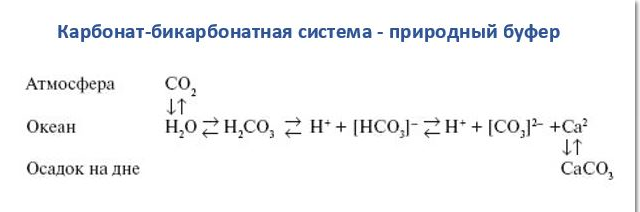 Карбонат-бикарбонатная система - природный буфер
Атмосфера CO₂
↓↑
Океан H₂O ⇄ H₂CO₃ ⇄ H⁺ + [HCO₃]⁻ ⇄ H⁺ + [CO₃]²⁻ +Ca²
↓↑
Осадок на дне CaCO₃